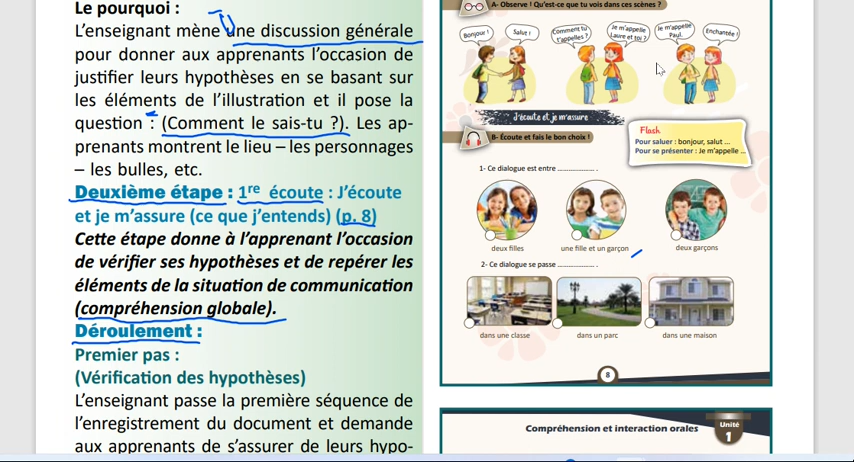 Le pourquoi :
L'enseignant mène une discussion générale
pour donner aux apprenants l'occasion de
justifier leurs hypothèses en se basant sur
les éléments de l'illustration et il pose la
question : (Comment le sais-tu ?). Les ap-
prenants montrent le lieu – les personnages
– les bulles, etc.
Deuxième étape : 1re écoute : J'écoute
et je m'assure (ce que j'entends) (p. 8)
Cette étape donne à l'apprenant l'occasion
de vérifier ses hypothèses et de repérer les
éléments de la situation de communication
(compréhension globale).
Déroulement :
Premier pas :
(Vérification des hypothèses)
L'enseignant passe la première séquence de
l'enregistrement du document et demande
aux apprenants de s'assurer de leurs hypo-
A- Observe ! Qu'est-ce que tu vois dans ces scènes ?
Bonjour !
Salut !
Comment tu
t'appelles ?
Je m'appelle
Laure et toi ?
Je m'appelle
Paul.
Enchantée !
J'écoute et je m'assure
B- Écoute et fais le bon choix !
Flash
Pour saluer : bonjour, salut ...
Pour se présenter : Je m'appelle ...
1- Ce dialogue est entre .................... .
deux filles
une fille et un garçon
deux garçons
2- Ce dialogue se passe .................... .
dans une classe
dans un parc
dans une maison
8
Compréhension et interaction orales
Unité
1